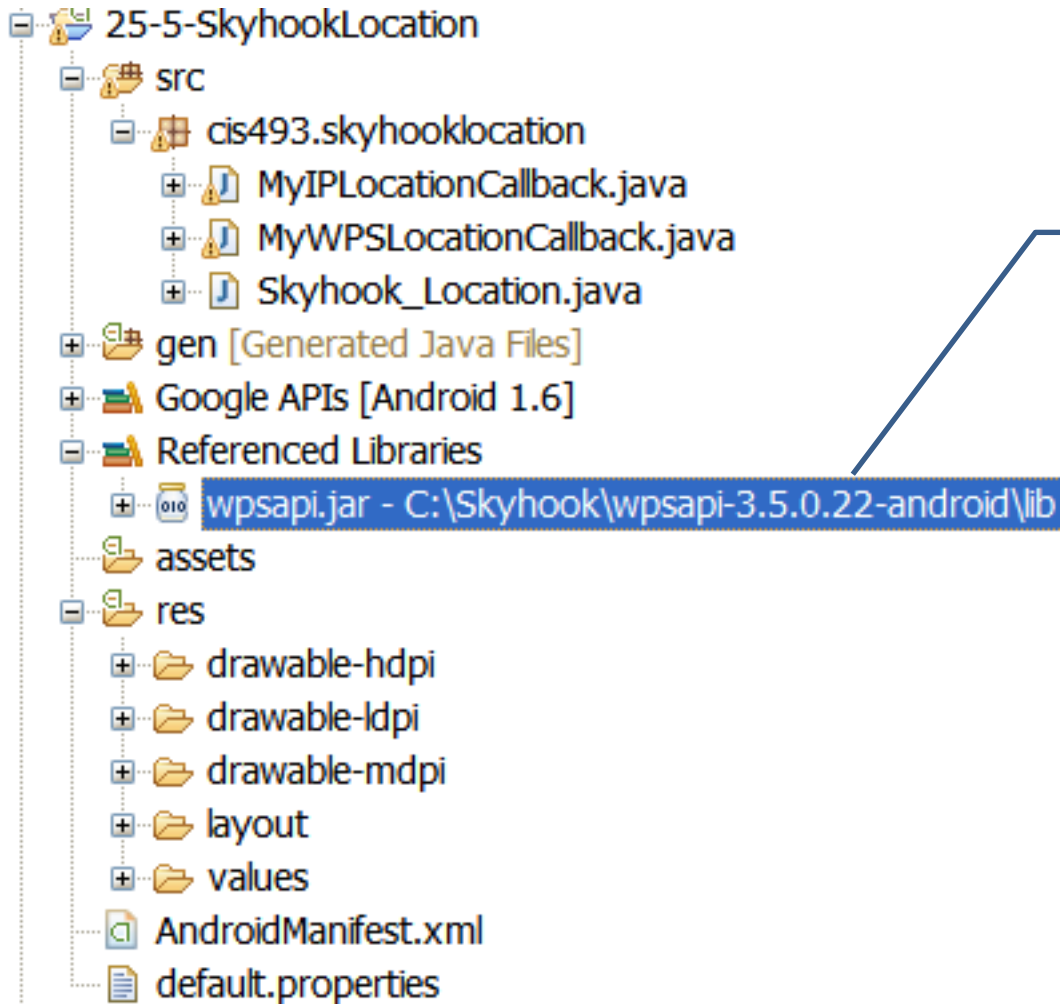 25-5-SkyhookLocation
src
cis493.skyhooklocation
MyIPLocationCallback.java
MyWPSLocationCallback.java
Skyhook_Location.java
gen [Generated Java Files]
Google APIs [Android 1.6]
Referenced Libraries
wpsapi.jar - C:\Skyhook\wpsapi-3.5.0.22-android\lib
assets
res
drawable-hdpi
drawable-ldpi
drawable-mdpi
layout
values
AndroidManifest.xml
default.properties